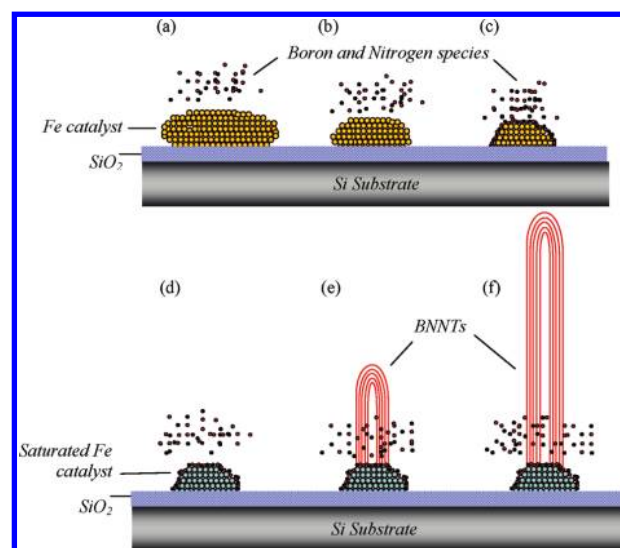 (a)
(b)
(c)
Boron and Nitrogen species
Fe catalyst
SiO2
Si Substrate
(d)
(e)
(f)
BNNTs
Saturated Fe
catalyst
SiO2
Si Substrate